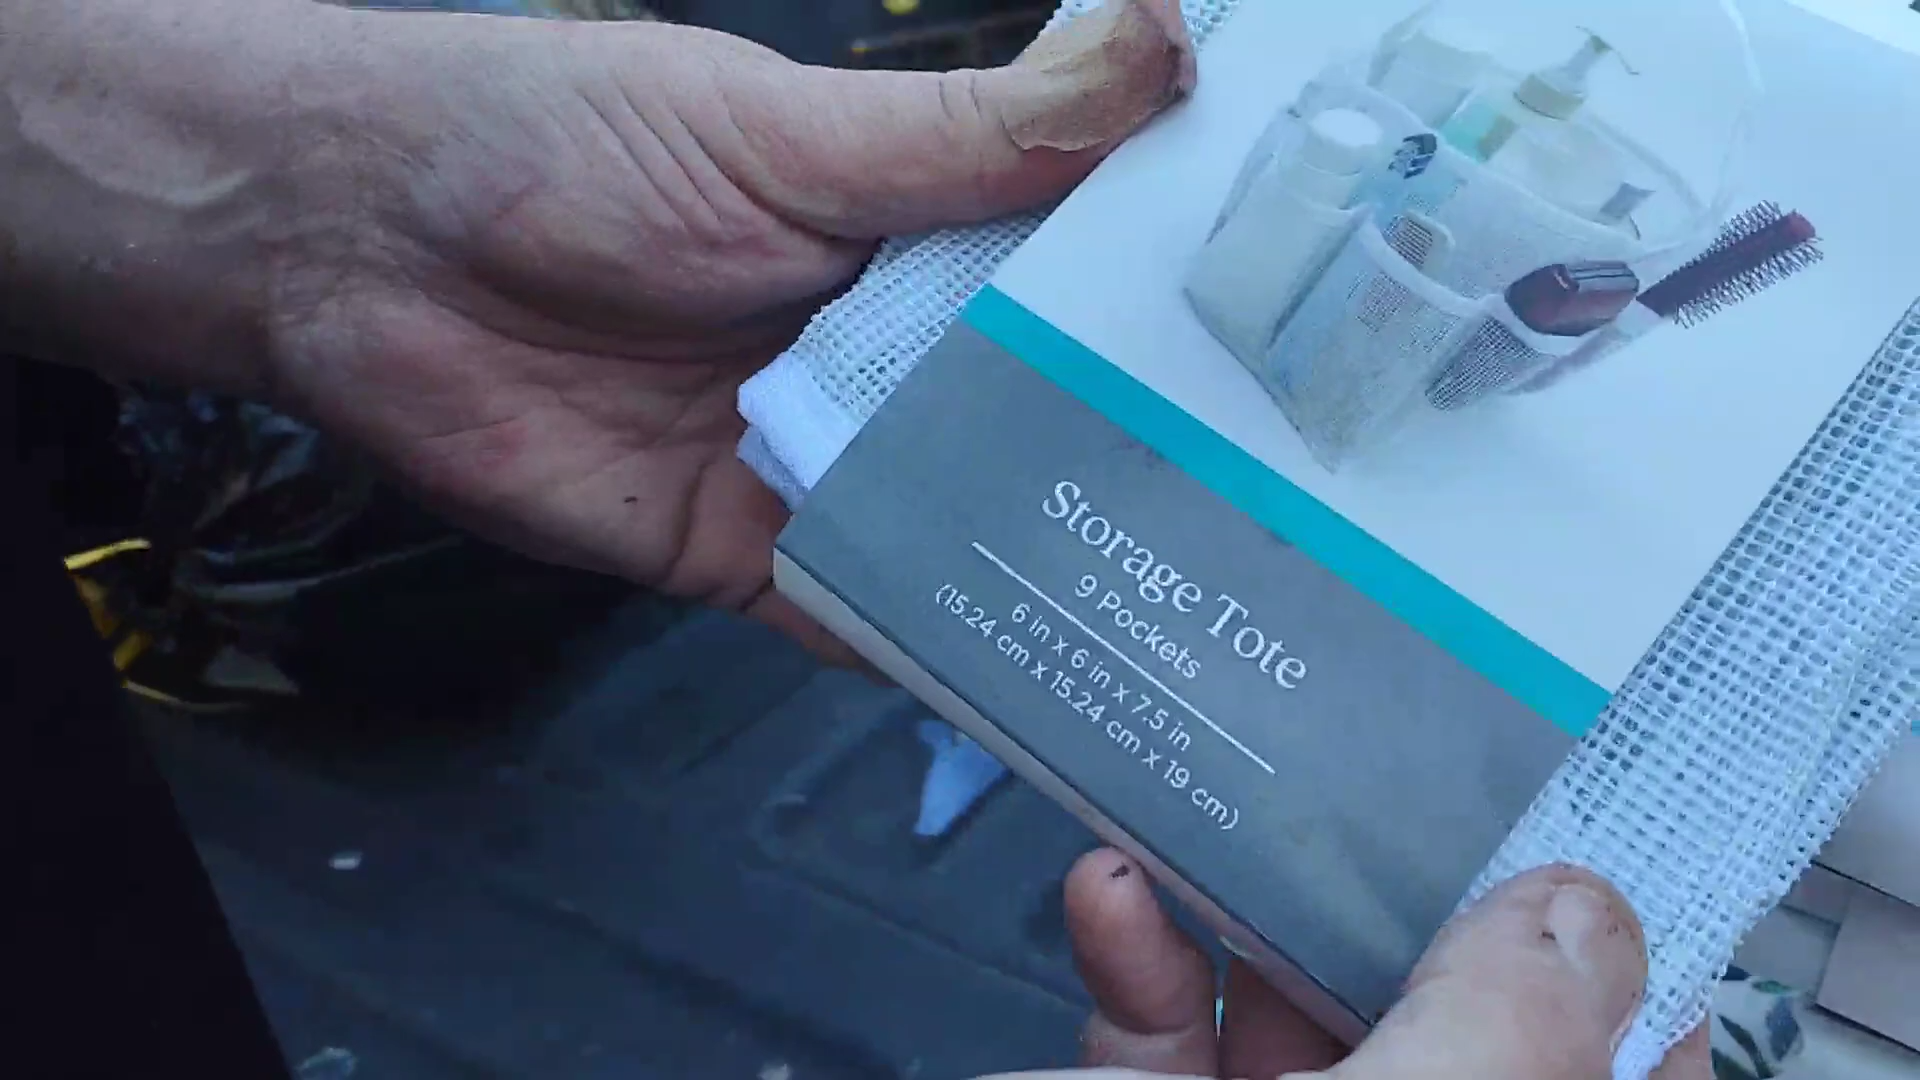 Storage Tote
9 Pockets
6 in x 6 in x 7.5 in
(15.24 cm x 15.24 cm x 19 cm)